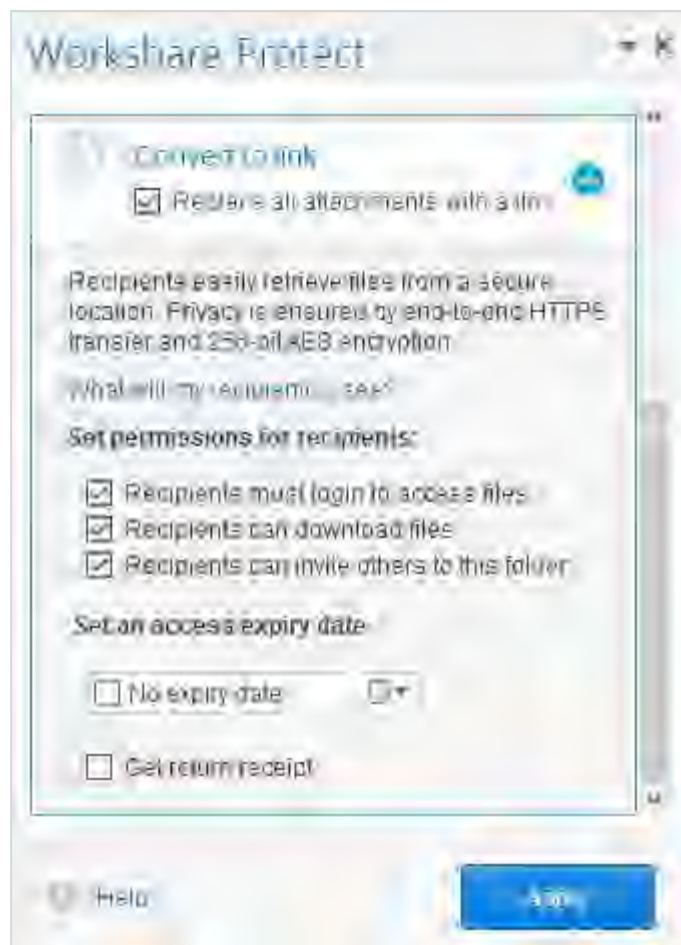 Workshare Protect
Convert to link
Replace all attachments with a link
Recipients easily retrieve files from a secure
location. Privacy is ensured by end-to-end HTTPS
transfer and 256-bit AES encryption
What will my recipients see?
Set permissions for recipients:
Recipients must login to access files
Recipients can download files
Recipients can invite others to this folder
Set an access expiry date
No expiry date
Get return receipt
Help
Apply